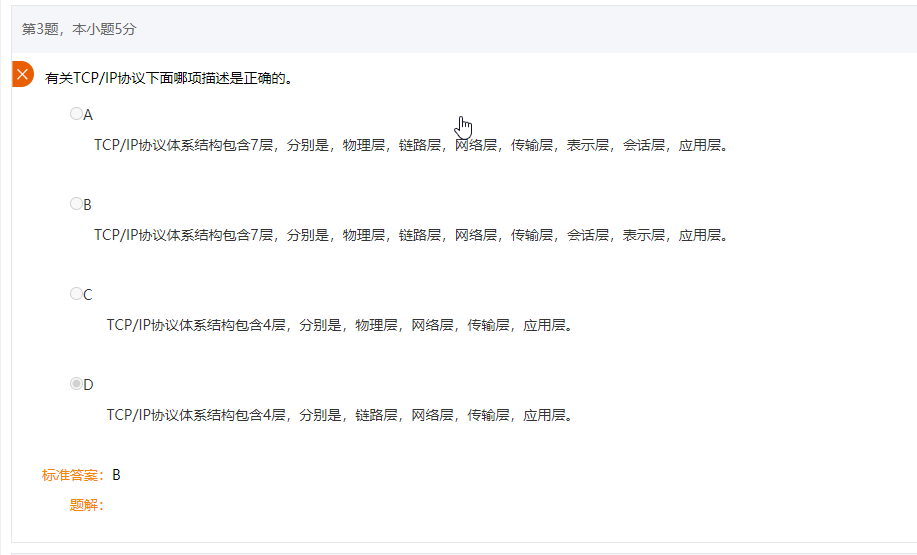 第3题，本小题5分
有关TCP/IP协议下面哪项描述是正确的。
A
TCP/IP协议体系结构包含7层，分别是，物理层，链路层，网络层，传输层，表示层，会话层，应用层。
B
TCP/IP协议体系结构包含7层，分别是，物理层，链路层，网络层，传输层，会话层，表示层，应用层。
C
TCP/IP协议体系结构包含4层，分别是，物理层，网络层，传输层，应用层。
D
TCP/IP协议体系结构包含4层，分别是，链路层，网络层，传输层，应用层。
标准答案：B
题解：